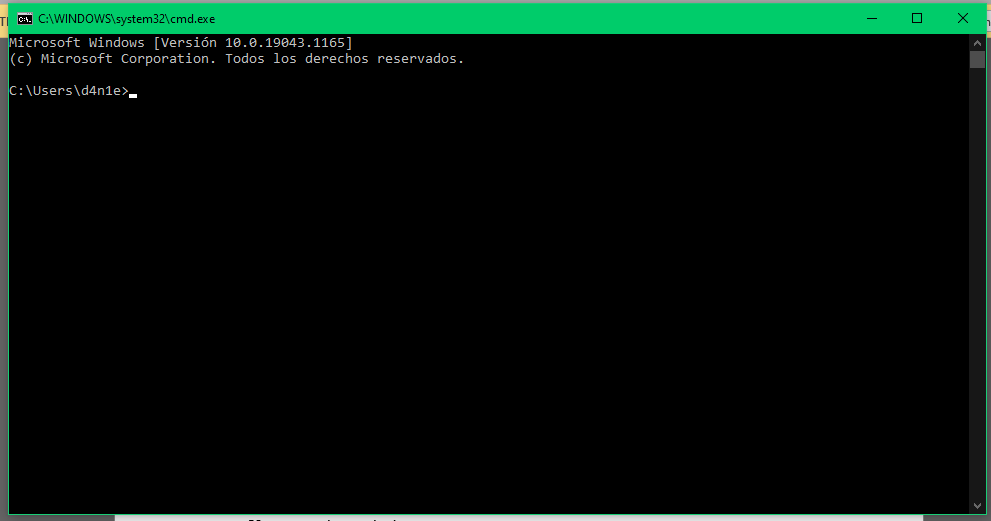 C:\WINDOWS\system32\cmd.exe
Microsoft Windows [Versión 10.0.19043.1165]
(c) Microsoft Corporation. Todos los derechos reservados.
C:\Users\d4n1e>